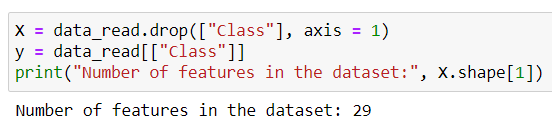 X = data_read.drop(["Class"], axis = 1)
y = data_read[["Class"]]
print("Number of features in the dataset:", X.shape[1])
Number of features in the dataset: 29